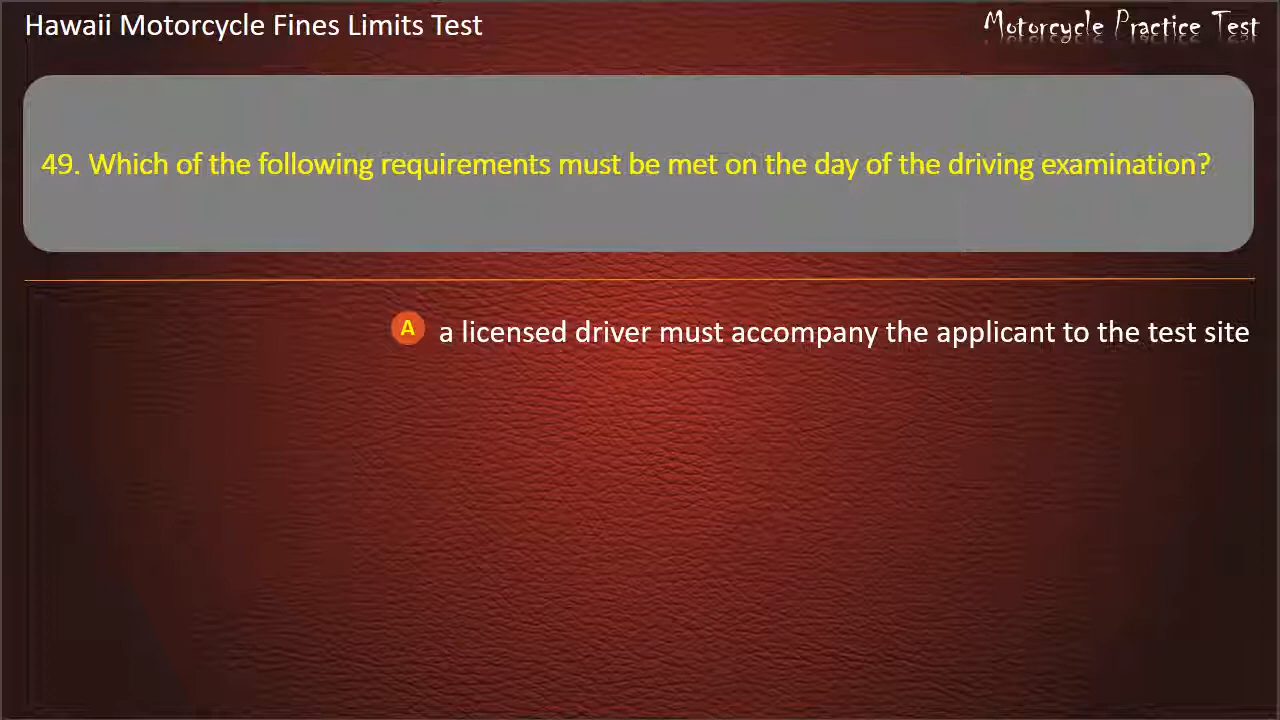 Hawaii Motorcycle Fines Limits Test
Motorcycle Practice Test
49. Which of the following requirements must be met on the day of the driving examination?
A a licensed driver must accompany the applicant to the test site